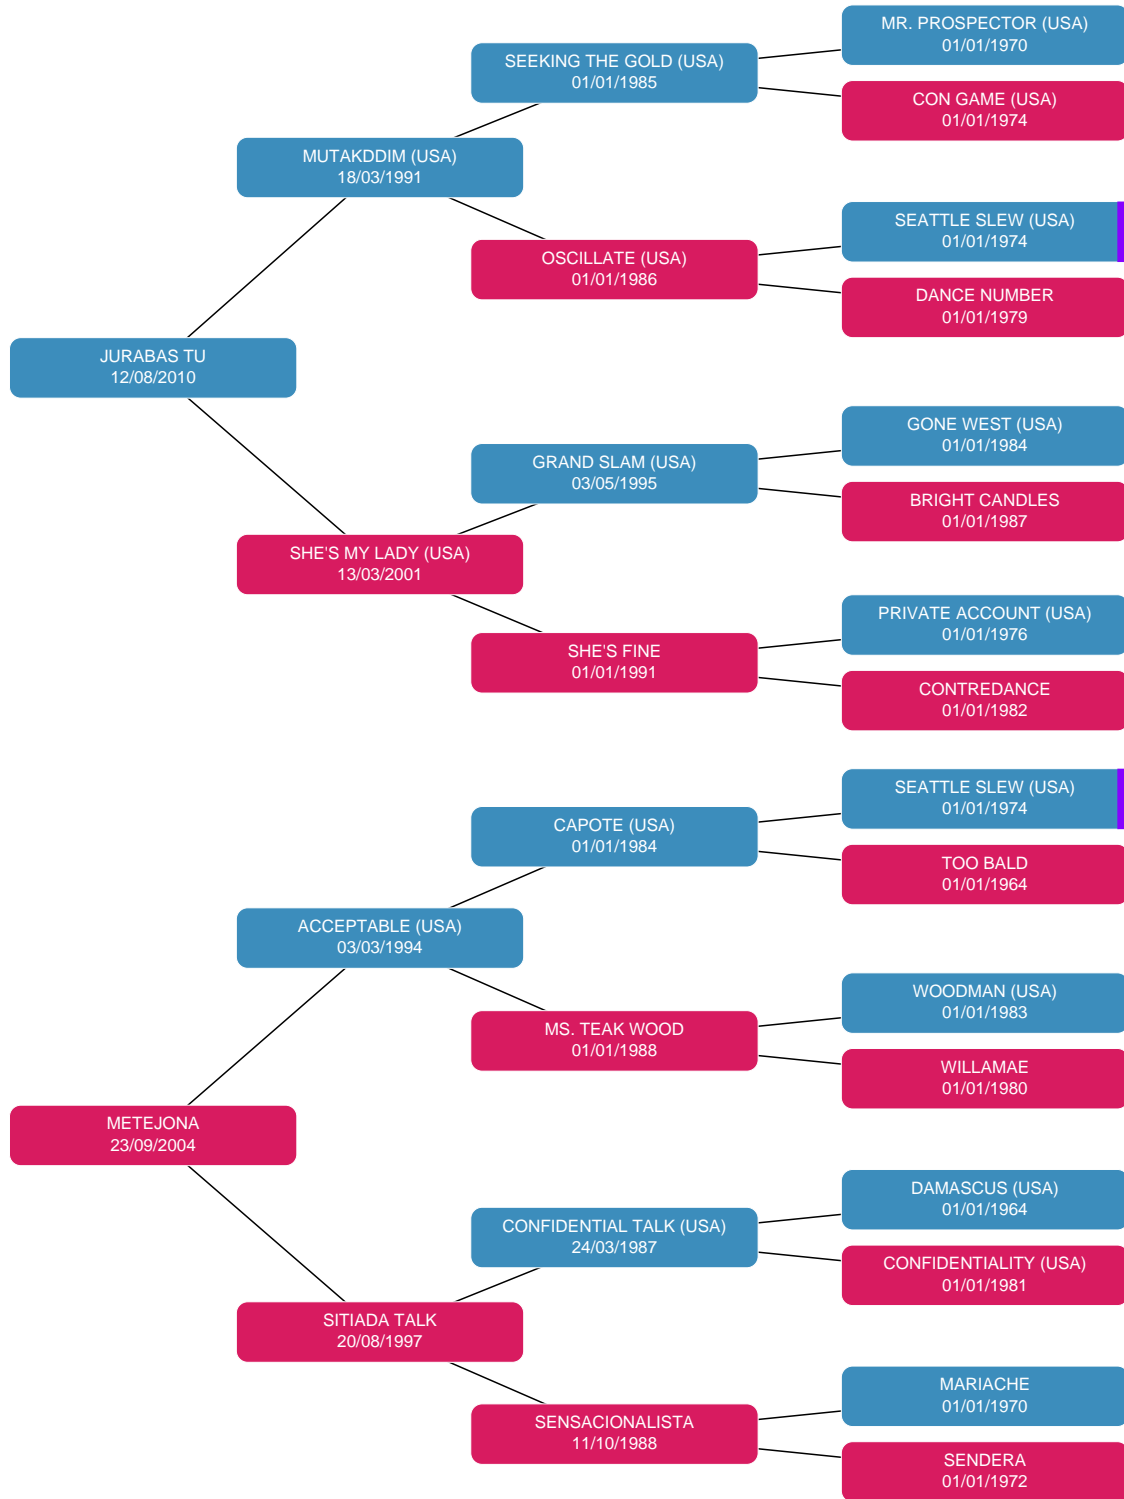 MR. PROSPECTOR (USA)
01/01/1970
SEEKING THE GOLD (USA)
01/01/1985
CON GAME (USA)
01/01/1974
MUTAKDDIM (USA)
18/03/1991
SEATTLE SLEW (USA)
01/01/1974
OSCILLATE (USA)
01/01/1986
DANCE NUMBER
01/01/1979
JURABAS TU
12/08/2010
GONE WEST (USA)
01/01/1984
GRAND SLAM (USA)
03/05/1995
BRIGHT CANDLES
01/01/1987
SHE'S MY LADY (USA)
13/03/2001
PRIVATE ACCOUNT (USA)
01/01/1976
SHE'S FINE
01/01/1991
CONTREDANCE
01/01/1982
SEATTLE SLEW (USA)
01/01/1974
CAPOTE (USA)
01/01/1984
TOO BALD
01/01/1964
ACCEPTABLE (USA)
03/03/1994
WOODMAN (USA)
01/01/1983
MS. TEAK WOOD
01/01/1988
WILLAMAE
01/01/1980
METEJONA
23/09/2004
DAMASCUS (USA)
01/01/1964
CONFIDENTIAL TALK (USA)
24/03/1987
CONFIDENTIALITY (USA)
01/01/1981
SITIADA TALK
20/08/1997
MARIACHE
01/01/1970
SENSACIONALISTA
11/10/1988
SENDERA
01/01/1972